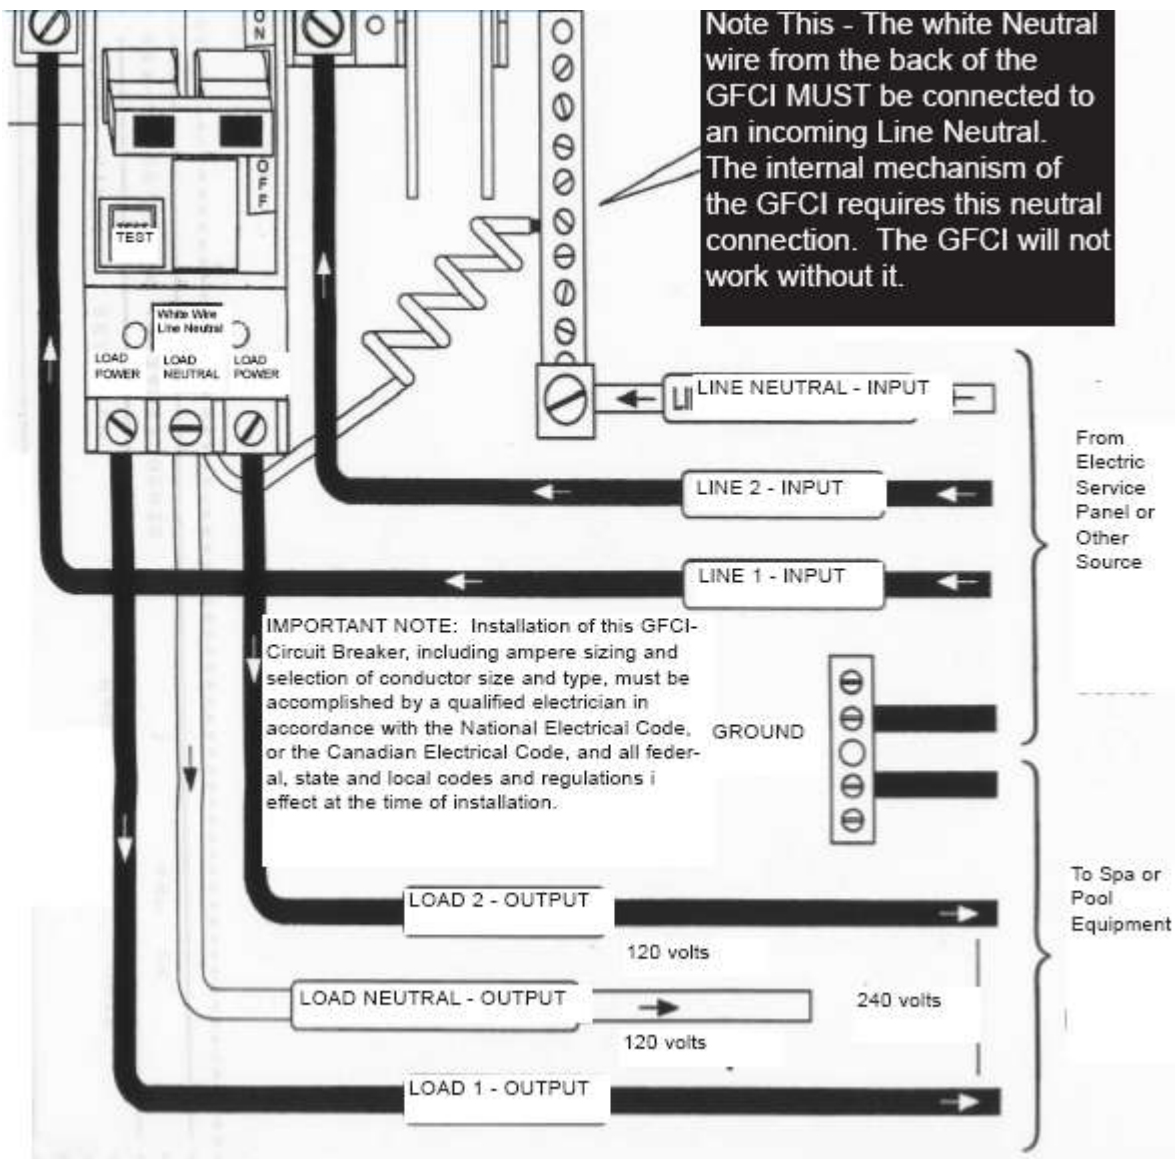 ON
Note This - The white Neutral
wire from the back of the
GFCI MUST be connected to
an incoming Line Neutral.
The internal mechanism of
the GFCI requires this neutral
connection. The GFCI will not
work without it.
OFF
TEST
White Wire
Line Neutral
LOAD
POWER
LOAD
NEUTRAL
LOAD
POWER
LINE NEUTRAL - INPUT
LINE 2 - INPUT
LINE 1 - INPUT
From
Electric
Service
Panel or
Other
Source
IMPORTANT NOTE: Installation of this GFCI-
Circuit Breaker, including ampere sizing and
selection of conductor size and type, must be
accomplished by a qualified electrician in
accordance with the National Electrical Code,
or the Canadian Electrical Code, and all feder-
al, state and local codes and regulations i
effect at the time of installation.
GROUND
To Spa or
Pool
Equipment
LOAD 2 - OUTPUT
120 volts
LOAD NEUTRAL - OUTPUT
240 volts
120 volts
LOAD 1 - OUTPUT